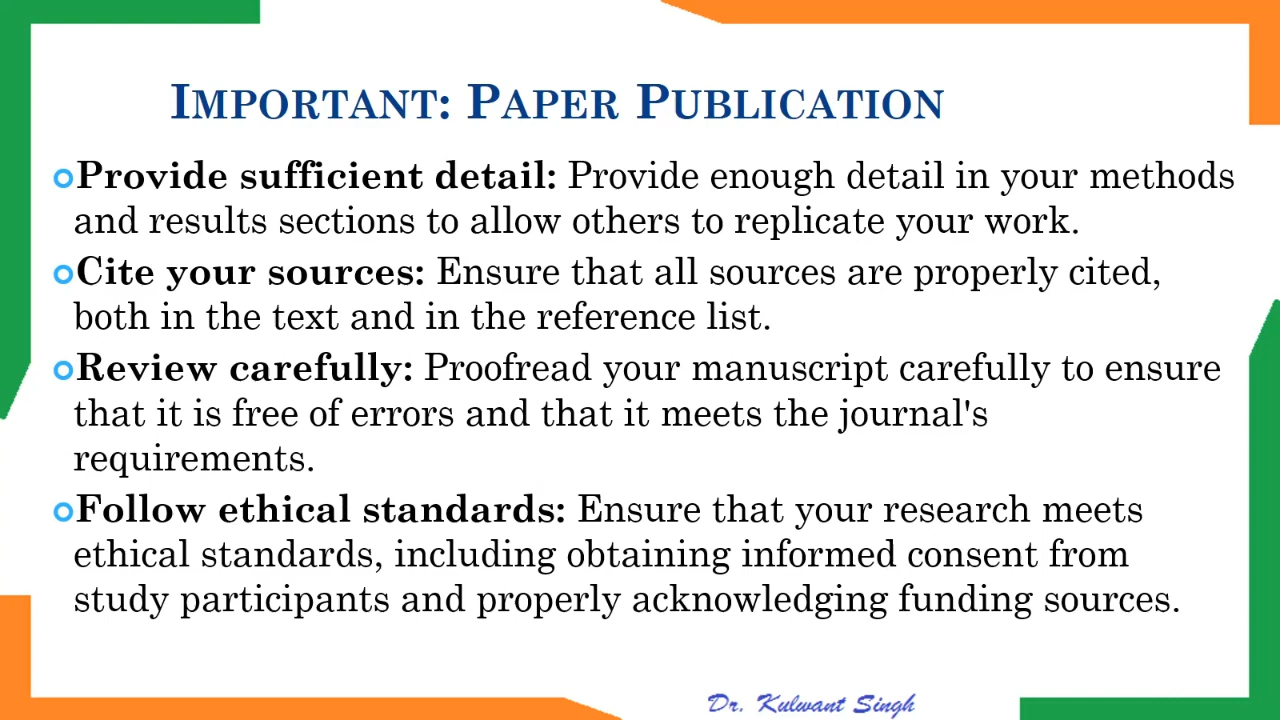 IMPORTANT: PAPER PUBLICATION
Provide sufficient detail: Provide enough detail in your methods
and results sections to allow others to replicate your work.
Cite your sources: Ensure that all sources are properly cited,
both in the text and in the reference list.
Review carefully: Proofread your manuscript carefully to ensure
that it is free of errors and that it meets the journal's
requirements.
Follow ethical standards: Ensure that your research meets
ethical standards, including obtaining informed consent from
study participants and properly acknowledging funding sources.
Dr. Kulwant Singh